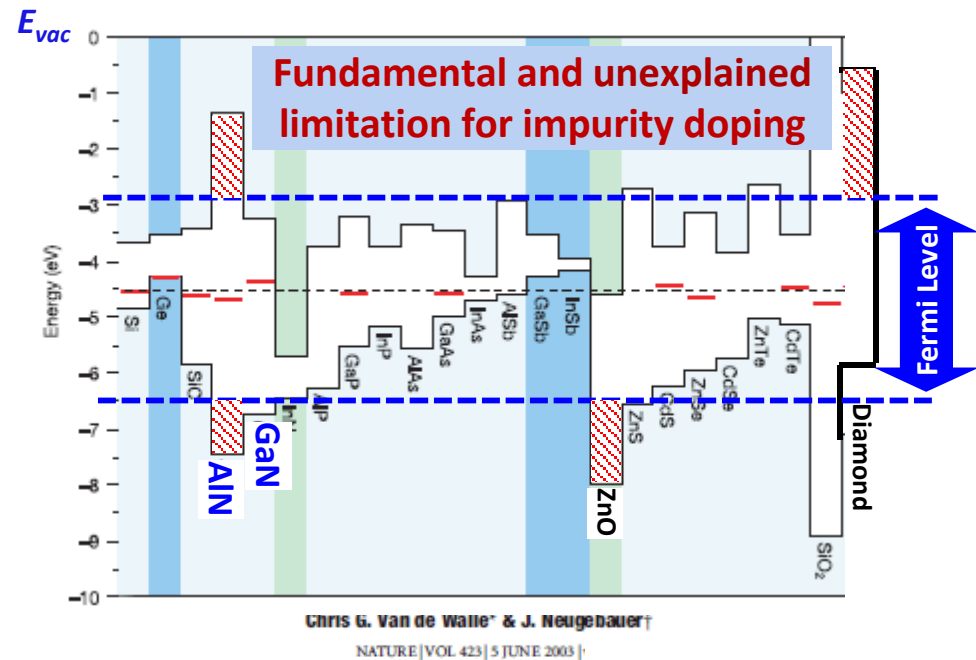 E_vac
Fundamental and unexplained
limitation for impurity doping
0
−1
−2
−3
−4
−5
−6
−7
−8
−9
−10
Energy (eV)
Si
Ge
SiC
AlN
GaN
InN
AlP
GaP
InP
AlAs
GaAs
InAs
AlSb
GaSb
InSb
ZnO
ZnS
CdS
ZnSe
CdSe
ZnTe
CdTe
SiO₂
Diamond
Fermi Level
Chris G. Van de Walle* & J. Neugebauer†
NATURE | VOL 423 | 5 JUNE 2003 |